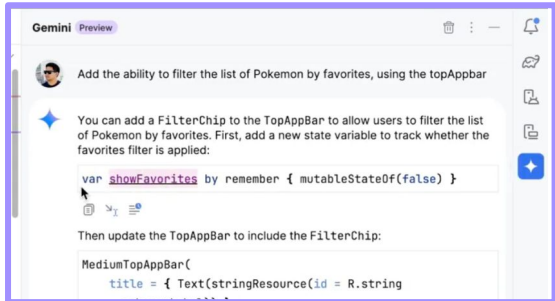 Gemini Preview
Add the ability to filter the list of Pokemon by favorites, using the topAppbar
You can add a FilterChip to the TopAppBar to allow users to filter the list
of Pokemon by favorites. First, add a new state variable to track whether the
favorites filter is applied:
var showFavorites by remember { mutableStateOf(false) }
Then update the TopAppBar to include the FilterChip:
MediumTopAppBar(
title = { Text(stringResource(id = R.string